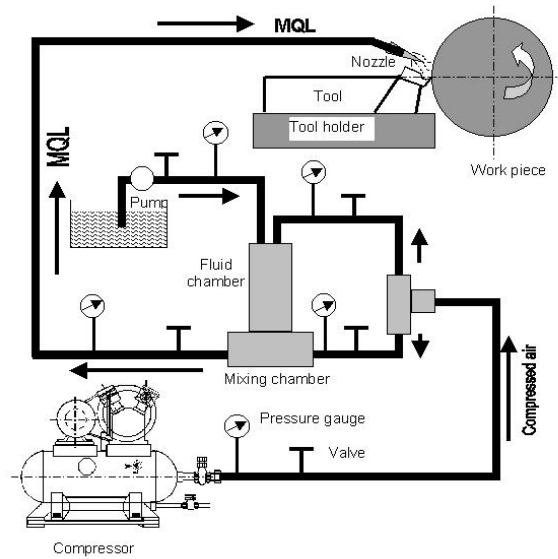 MQL
Nozzle
Tool
Tool holder
Work piece
MQL
Pump
Fluid
chamber
Mixing chamber
Compressed air
Pressure gauge
Valve
Compressor